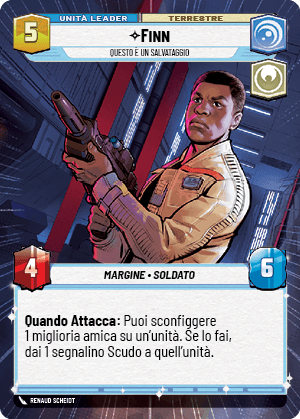 UNITÀ LEADER
TERRESTRE
5
Finn
QUESTO È UN SALVATAGGIO
4
MARGINE • SOLDATO
6
Quando Attacca: Puoi sconfiggere
1 miglioria amica su un'unità. Se lo fai,
dai 1 segnalino Scudo a quell'unità.
RENAUD SCHEIDT